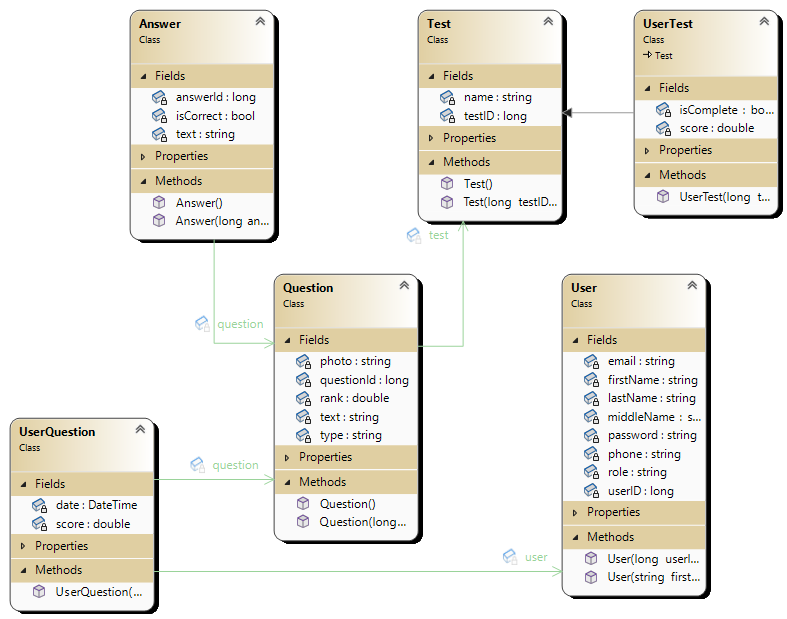 Answer
Class
Fields
answerId : long
isCorrect : bool
text : string
Properties
Methods
Answer()
Answer(long an...
Test
Class
Fields
name : string
testID : long
Properties
Methods
Test()
Test(long testID...
UserTest
Class
Test
Fields
isComplete : bo...
score : double
Properties
Methods
UserTest(long t...
test
question
Question
Class
Fields
photo : string
questionId : long
rank : double
text : string
type : string
Properties
Methods
Question()
Question(long...
User
Class
Fields
email : string
firstName : string
lastName : string
middleName : s...
password : string
phone : string
role : string
userID : long
Properties
Methods
User(long userI...
User(string first...
UserQuestion
Class
Fields
date : DateTime
score : double
Properties
Methods
UserQuestion(...
question
user